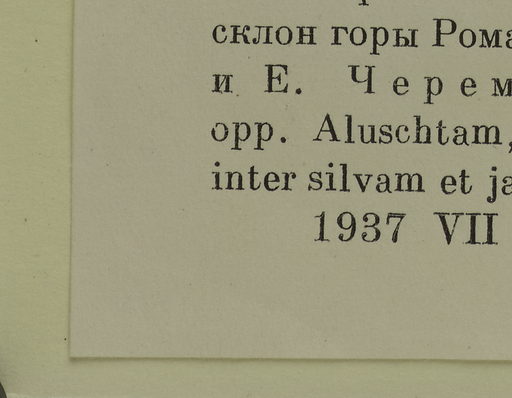 склон горы Рома
и Е. Черем
opp. Aluschtam,
inter silvam et ja
1937 VII